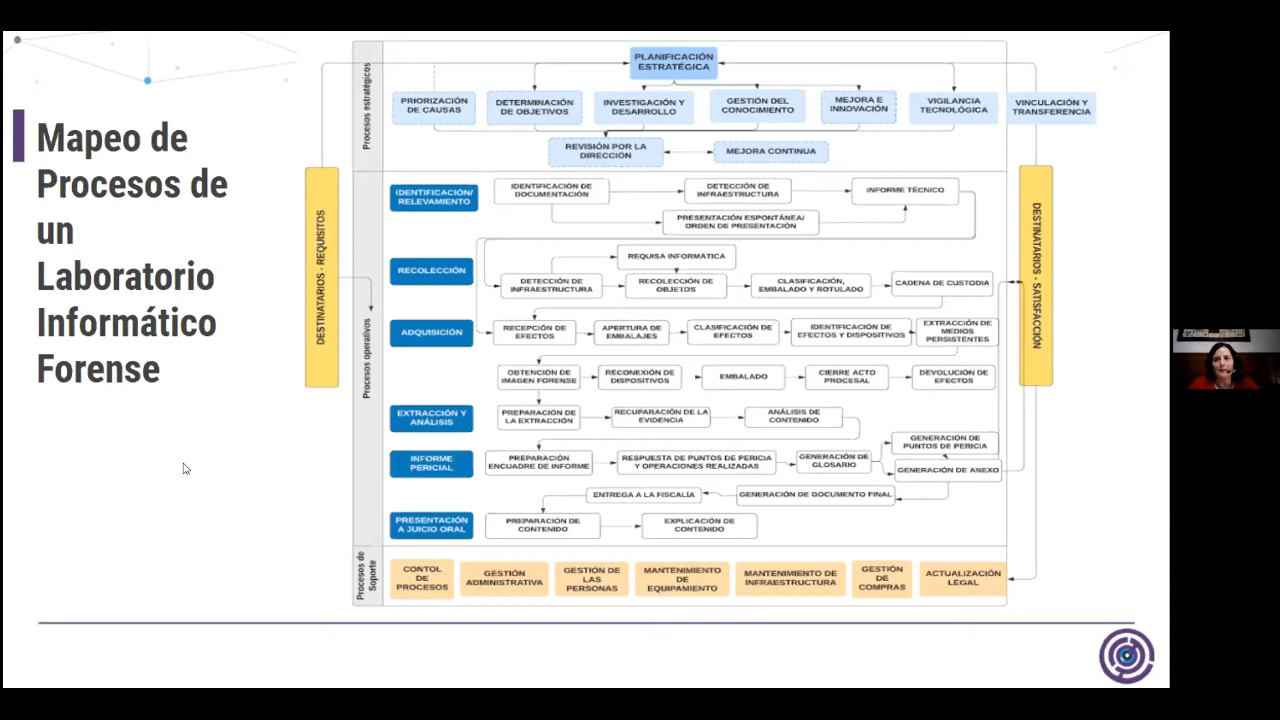 Mapeo de
Procesos de
un
Laboratorio
Informático
Forense
DESTINATARIOS - REQUISITOS
Procesos estratégicos
PLANIFICACIÓN
ESTRATÉGICA
PRIORIZACIÓN
DE CAUSAS
DETERMINACIÓN
DE OBJETIVOS
INVESTIGACIÓN Y
DESARROLLO
GESTIÓN DEL
CONOCIMIENTO
MEJORA E
INNOVACIÓN
VIGILANCIA
TECNOLÓGICA
VINCULACIÓN Y
TRANSFERENCIA
REVISIÓN POR LA
DIRECCIÓN
MEJORA CONTINUA
Procesos operativos
IDENTIFICACIÓN/
RELEVAMIENTO
IDENTIFICACIÓN DE
DOCUMENTACIÓN
DETECCIÓN DE
INFRAESTRUCTURA
INFORME TÉCNICO
PRESENTACIÓN ESPONTÁNEA/
ORDEN DE PRESENTACIÓN
RECOLECCIÓN
REQUISA INFORMÁTICA
DETECCIÓN DE
INFRAESTRUCTURA
RECOLECCIÓN DE
OBJETOS
CLASIFICACIÓN,
EMBALADO Y ROTULADO
CADENA DE CUSTODIA
ADQUISICIÓN
RECEPCIÓN DE
EFECTOS
APERTURA DE
EMBALAJES
CLASIFICACIÓN DE
EFECTOS
IDENTIFICACIÓN DE
EFECTOS Y DISPOSITIVOS
EXTRACCIÓN DE
MEDIOS
PERSISTENTES
OBTENCIÓN DE
IMAGEN FORENSE
RECONEXIÓN DE
DISPOSITIVOS
EMBALADO
CIERRE ACTO
PROCESAL
DEVOLUCIÓN DE
EFECTOS
EXTRACCIÓN Y
ANÁLISIS
PREPARACIÓN DE
LA EXTRACCIÓN
RECUPARACIÓN DE LA
EVIDENCIA
ANÁLISIS DE
CONTENIDO
INFORME
PERICIAL
PREPARACIÓN
ENCUADRE DE INFORME
RESPUESTA DE PUNTOS DE PERICIA
Y OPERACIONES REALIZADAS
GENERACIÓN DE
GLOSARIO
GENERACIÓN DE
PUNTOS DE PERICIA
GENERACIÓN DE ANEXO
ENTREGA A LA FISCALÍA
GENERACIÓN DE DOCUMENTO FINAL
PRESENTACIÓN
A JUICIO ORAL
PREPARACIÓN DE
CONTENIDO
EXPLICACIÓN DE
CONTENIDO
Procesos de
Soporte
CONTOL
DE
PROCESOS
GESTIÓN
ADMINISTRATIVA
GESTIÓN DE
LAS
PERSONAS
MANTENIMIENTO
DE
EQUIPAMIENTO
MANTENIMIENTO DE
INFRAESTRUCTURA
GESTIÓN
DE
COMPRAS
ACTUALIZACIÓN
LEGAL
DESTINATARIOS - SATISFACCIÓN